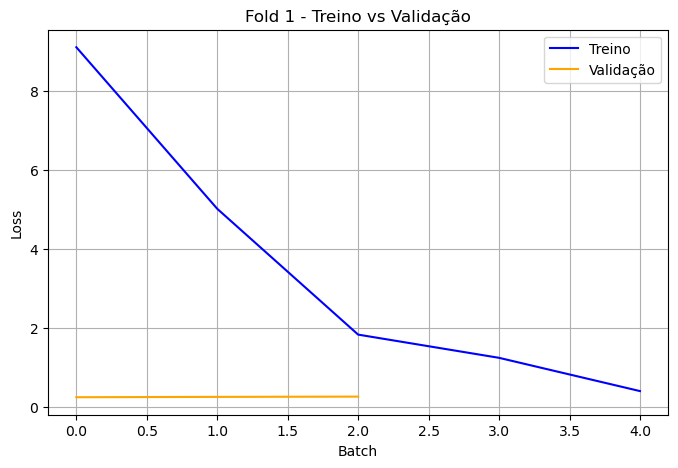 Fold 1 - Treino vs Validação
Treino
Validação
Loss
8
6
4
2
0
0.0 0.5 1.0 1.5 2.0 2.5 3.0 3.5 4.0
Batch